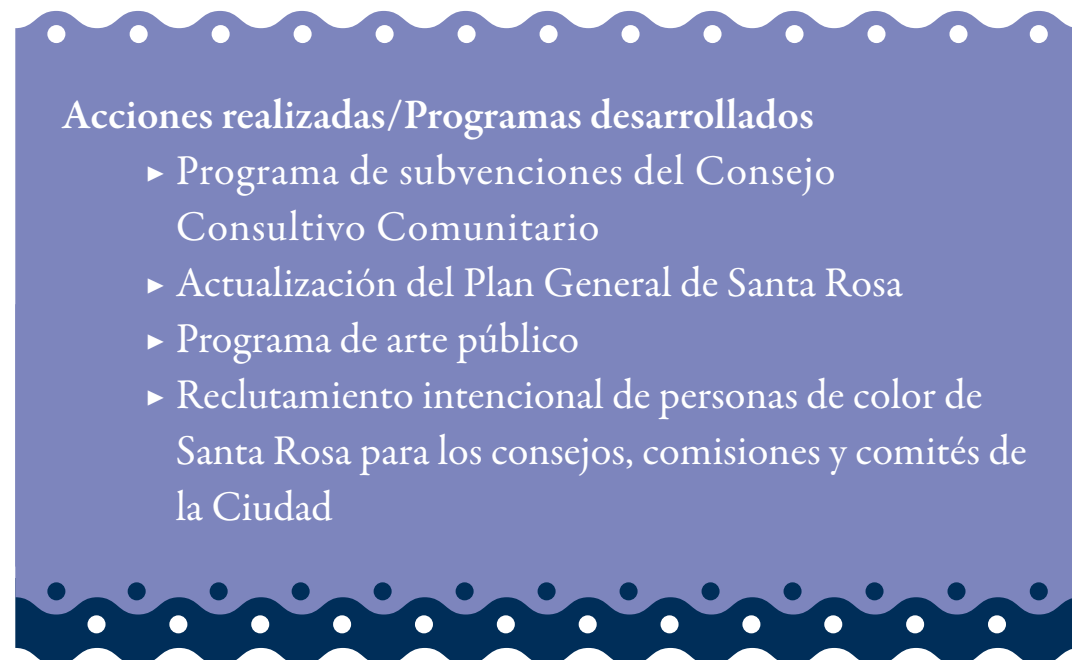 Acciones realizadas/Programas desarrollados
▸ Programa de subvenciones del Consejo
Consultivo Comunitario
▸ Actualización del Plan General de Santa Rosa
▸ Programa de arte público
▸ Reclutamiento intencional de personas de color de
Santa Rosa para los consejos, comisiones y comités de
la Ciudad